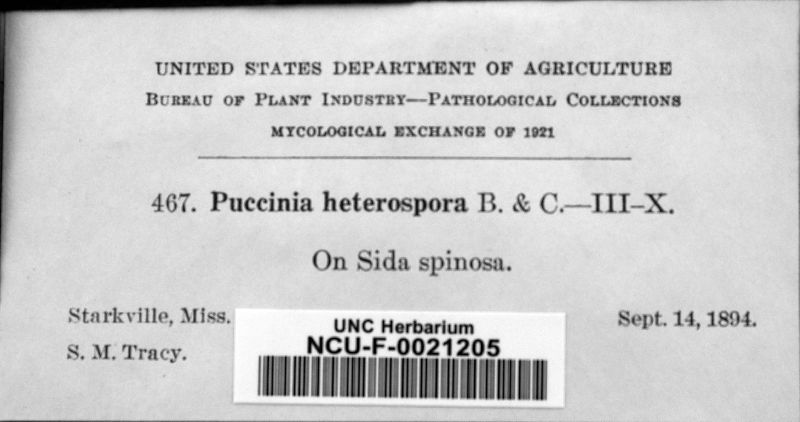 UNITED STATES DEPARTMENT OF AGRICULTURE
BUREAU OF PLANT INDUSTRY—PATHOLOGICAL COLLECTIONS
MYCOLOGICAL EXCHANGE OF 1921
467. Puccinia heterospora B. & C.—III-X.
On Sida spinosa.
Starkville, Miss. Sept. 14, 1894.
S. M. Tracy.
UNC Herbarium
NCU-F-0021205